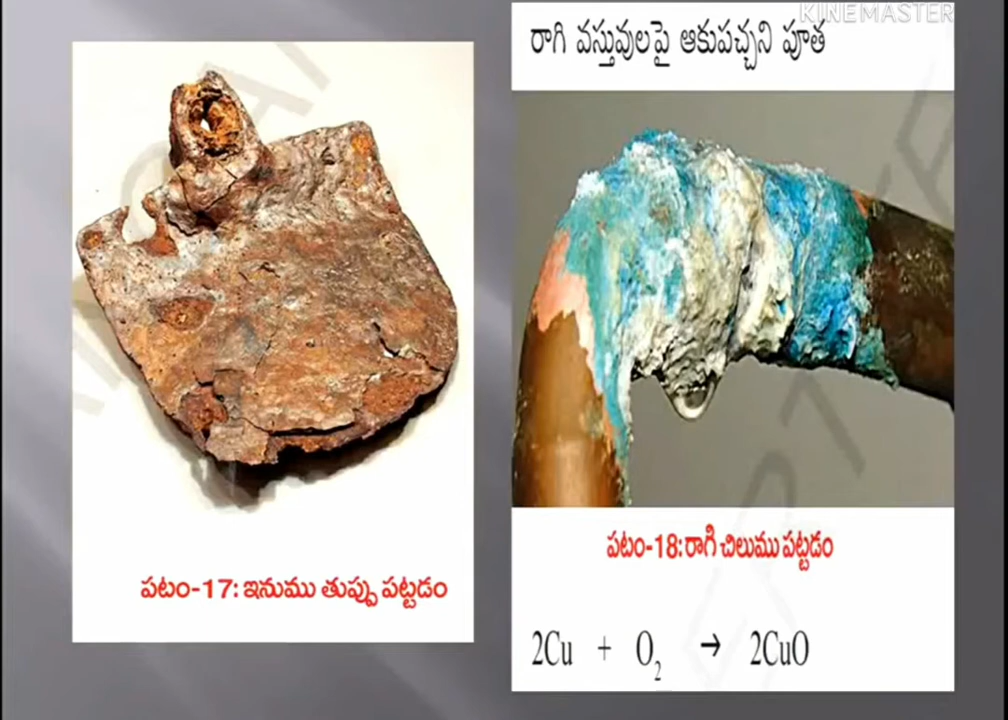 KINEMASTER
రాగి వస్తువులపై ఆకుపచ్చని పూత
పటం-17: ఇనుము తుప్పు పట్టడం
పటం-18: రాగి చిలుము పట్టడం
2Cu + O₂ → 2CuO